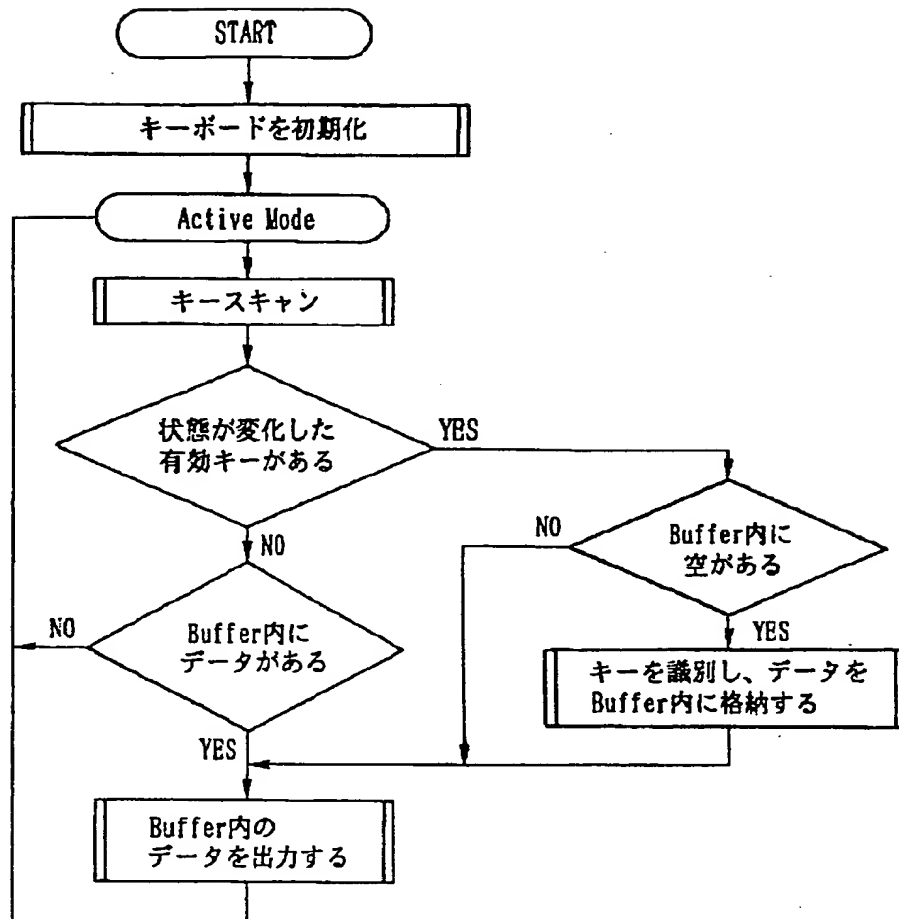 START
キーボードを初期化
Active Mode
キースキャン
状態が変化した
有効キーがある
YES
NO
Buffer内に
空がある
NO
YES
キーを識別し、データを
Buffer内に格納する
Buffer内に
データがある
NO
YES
Buffer内の
データを出力する